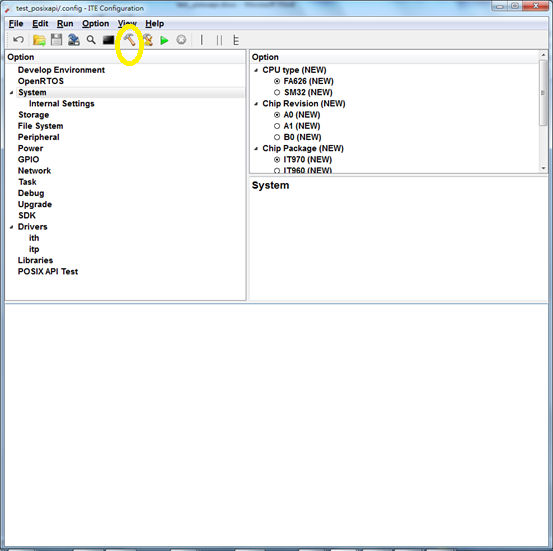 test_posixapi/.config - ITE Configuration
File Edit Run Option View Help
Option
Develop Environment
OpenRTOS
System
Internal Settings
Storage
File System
Peripheral
Power
GPIO
Network
Task
Debug
Upgrade
SDK
Drivers
ith
itp
Libraries
POSIX API Test
Option
CPU type (NEW)
FA626 (NEW)
SM32 (NEW)
Chip Revision (NEW)
A0 (NEW)
A1 (NEW)
B0 (NEW)
Chip Package (NEW)
IT970 (NEW)
IT960 (NEW)
System